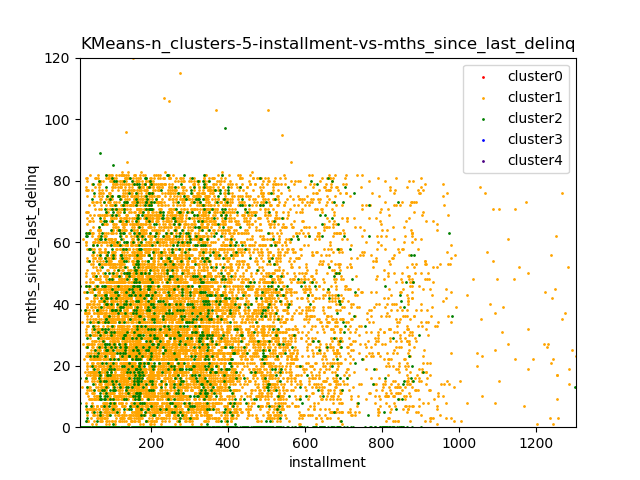 KMeans-n_clusters-5-installment-vs-mths_since_last_delinq
120
100
80
60
40
20
0
mths_since_last_delinq
cluster0
cluster1
cluster2
cluster3
cluster4
200 400 600 800 1000 1200
installment